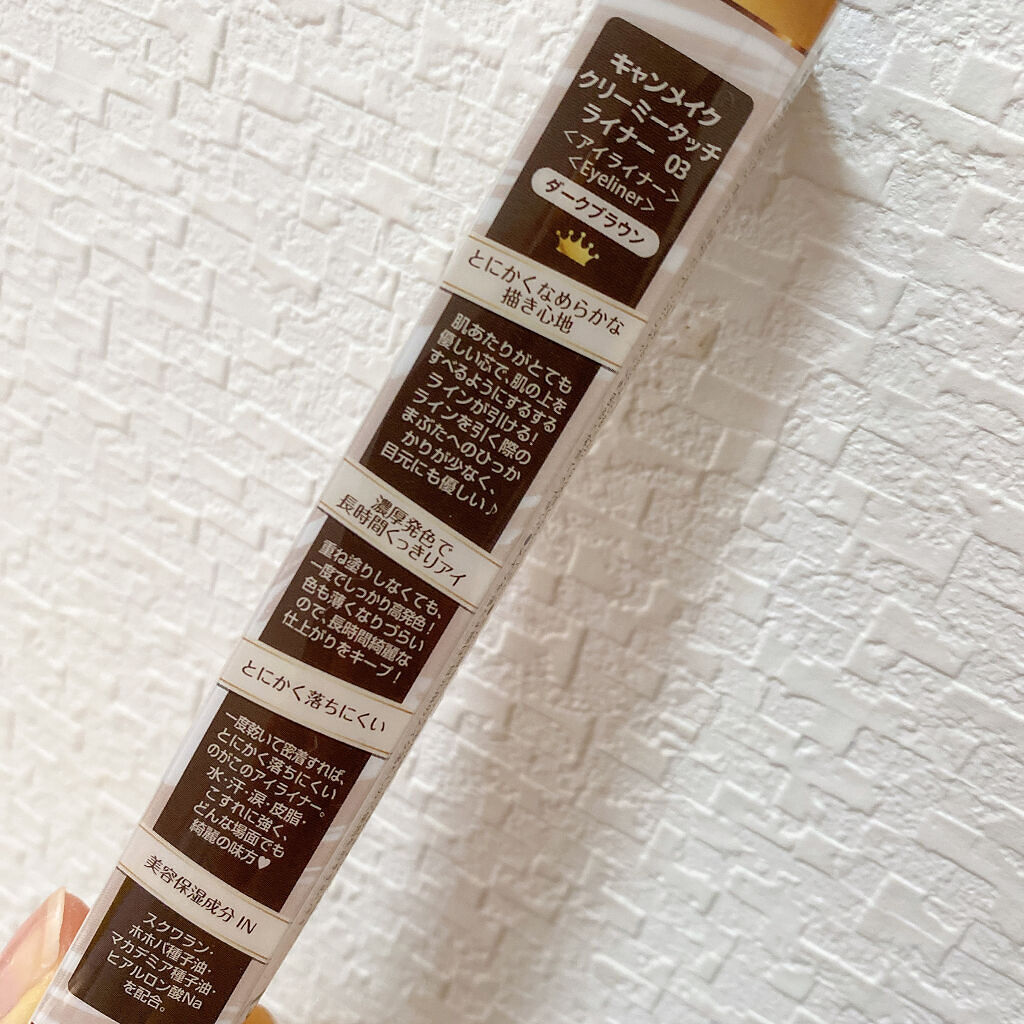 キャンメイク
クリーミータッチ
ライナー 03
<アイライナー>
<Eyeliner>
ダークブラウン
とにかくなめらかな
描き心地
肌あたりがとても
優しい芯で、肌の上を
すべるようにするする
ラインが引ける!
ラインを引く際の
まぶたへのひっか
かりが少なく、
目元にも優しい♪
濃厚発色で
長時間くっきりアイ
重ね塗りしなくても、
一度でしっかり高発色!
色も薄くなりづらい
ので、長時間綺麗な
仕上がりをキープ!
とにかく落ちにくい
一度乾いて密着すれば、
とにかく落ちにくい
のがこのアイライナー。
水・汗・涙・皮脂・
こすれに強く、
どんな場面でも
綺麗の味方♥
美容保湿成分 IN
スクワラン・
ホホバ種子油・
マカデミア種子油・
ヒアルロン酸Na
を配合。